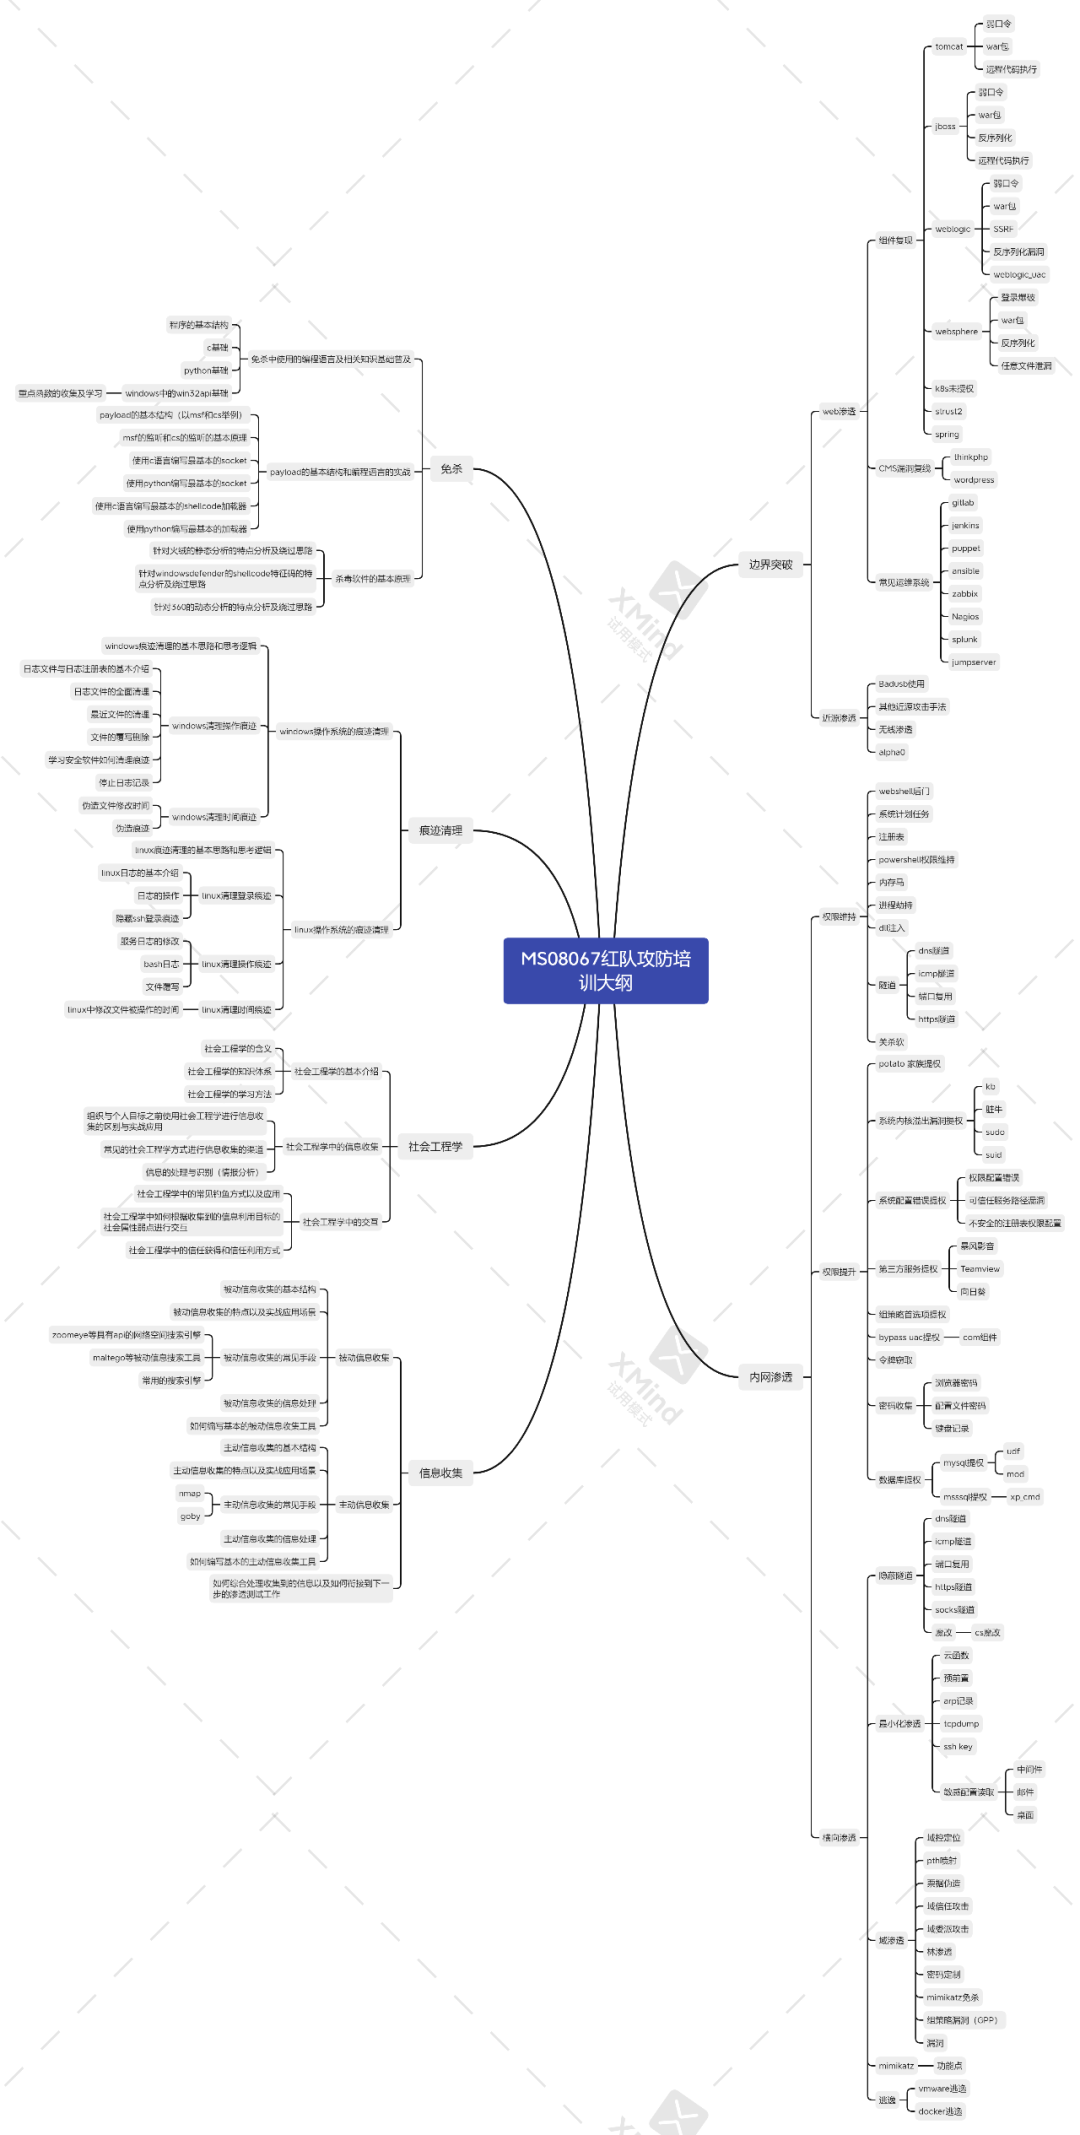 MS08067红队攻防培
训大纲
边界突破
web渗透
组件复现
tomcat
弱口令
war包
远程代码执行
jboss
弱口令
war包
反序列化
远程代码执行
weblogic
弱口令
war包
SSRF
反序列化漏洞
weblogic_uac
websphere
登录爆破
war包
反序列化
任意文件泄漏
k8s未授权
strust2
spring
CMS漏洞复线
thinkphp
wordpress
常见运维系统
gitlab
jenkins
puppet
ansible
zabbix
Nagios
splunk
jumpserver
近源渗透
Badusb使用
其他近源攻击手法
无线渗透
alpha0
内网渗透
权限维持
webshell后门
系统计划任务
注册表
powershell权限维持
内存马
进程劫持
dll注入
隧道
dns隧道
icmp隧道
端口复用
https隧道
关杀软
权限提升
potato 家族提权
系统内核溢出漏洞提权
kb
脏牛
sudo
suid
系统配置错误提权
权限配置错误
可信任服务路径漏洞
不安全的注册表权限配置
第三方服务提权
暴风影音
Teamview
向日葵
组策略首选项提权
bypass uac提权
com组件
令牌窃取
密码收集
浏览器密码
配置文件密码
键盘记录
数据库提权
mysql提权
udf
mod
msssql提权
xp_cmd
横向渗透
隐蔽隧道
dns隧道
icmp隧道
端口复用
https隧道
socks隧道
魔改
cs魔改
最小化渗透
云函数
预前置
arp记录
tcpdump
ssh key
敏感配置读取
中间件
邮件
桌面
域渗透
域控定位
pth喷射
票据伪造
域信任攻击
域委派攻击
林渗透
密码定制
mimikatz免杀
组策略漏洞（GPP）
漏洞
mimikatz
功能点
逃逸
vmware逃逸
docker逃逸
免杀
免杀中使用的编程语言及相关知识基础普及
程序的基本结构
c基础
python基础
windows中的win32api基础
重点函数的收集及学习
payload的基本结构和编程语言的实战
payload的基本结构（以msf和cs举例）
msf的监听和cs的监听的基本原理
使用c语言编写最基本的socket
使用python编写最基本的socket
使用c语言编写最基本的shellcode加载器
使用python编写最基本的加载器
杀毒软件的基本原理
针对火绒的静态分析的特点分析及绕过思路
针对windowsdefender的shellcode特征码的特
点分析及绕过思路
针对360的动态分析的特点分析及绕过思路
痕迹清理
windows操作系统的痕迹清理
windows痕迹清理的基本思路和思考逻辑
windows清理操作痕迹
日志文件与日志注册表的基本介绍
日志文件的全面清理
最近文件的清理
文件的覆写删除
学习安全软件如何清理痕迹
停止日志记录
windows清理时间痕迹
伪造文件修改时间
伪造痕迹
linux操作系统的痕迹清理
linux痕迹清理的基本思路和思考逻辑
linux清理登录痕迹
linux日志的基本介绍
日志的操作
隐藏ssh登录痕迹
linux清理操作痕迹
服务日志的修改
bash日志
文件覆写
linux清理时间痕迹
linux中修改文件被操作的时间
社会工程学
社会工程学的基本介绍
社会工程学的含义
社会工程学的知识体系
社会工程学的学习方法
社会工程学中的信息收集
组织与个人目标之前使用社会工程学进行信息收
集的区别与实战应用
常见的社会工程学方式进行信息收集的渠道
信息的处理与识别（情报分析）
社会工程学中的交互
社会工程学中的常见钓鱼方式以及应用
社会工程学中如何根据收集到的信息利用目标的
社会属性弱点进行交互
社会工程学中的信任获得和信任利用方式
信息收集
被动信息收集
被动信息收集的基本结构
被动信息收集的特点以及实战应用场景
被动信息收集的常见手段
zoomeye等具有api的网络空间搜索引擎
maltego等被动信息搜索工具
常用的搜索引擎
被动信息收集的信息处理
如何编写基本的被动信息收集工具
主动信息收集
主动信息收集的基本结构
主动信息收集的特点以及实战应用场景
主动信息收集的常见手段
nmap
goby
主动信息收集的信息处理
如何编写基本的主动信息收集工具
如何综合处理收集到的信息以及如何衔接到下一
步的渗透测试工作
XMind
试用模式
XMind
试用模式